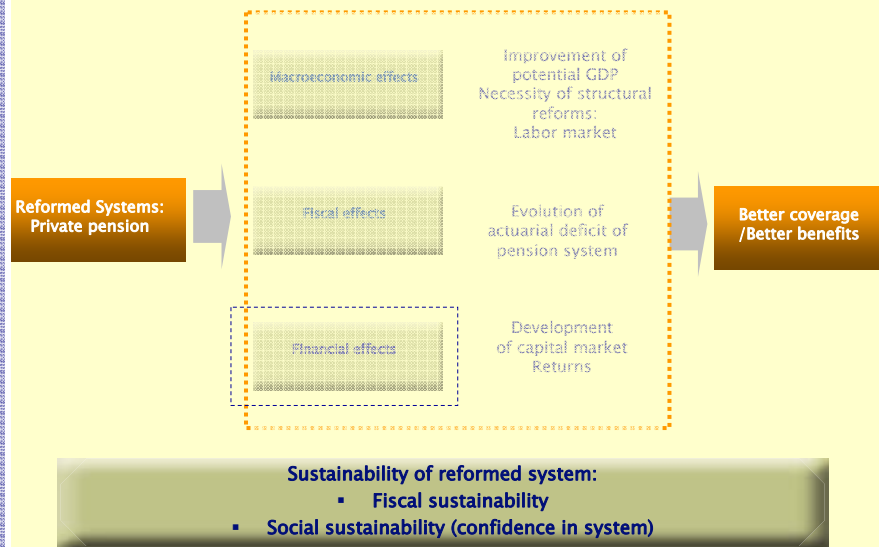 Macroeconomic effects
Improvement of
potential GDP
Necessity of structural
reforms:
Labor market
Reformed Systems:
Private pension
Fiscal effects
Evolution of
actuarial deficit of
pension system
Better coverage
/Better benefits
Financial effects
Development
of capital market
Returns
Sustainability of reformed system:
▪ Fiscal sustainability
▪ Social sustainability (confidence in system)